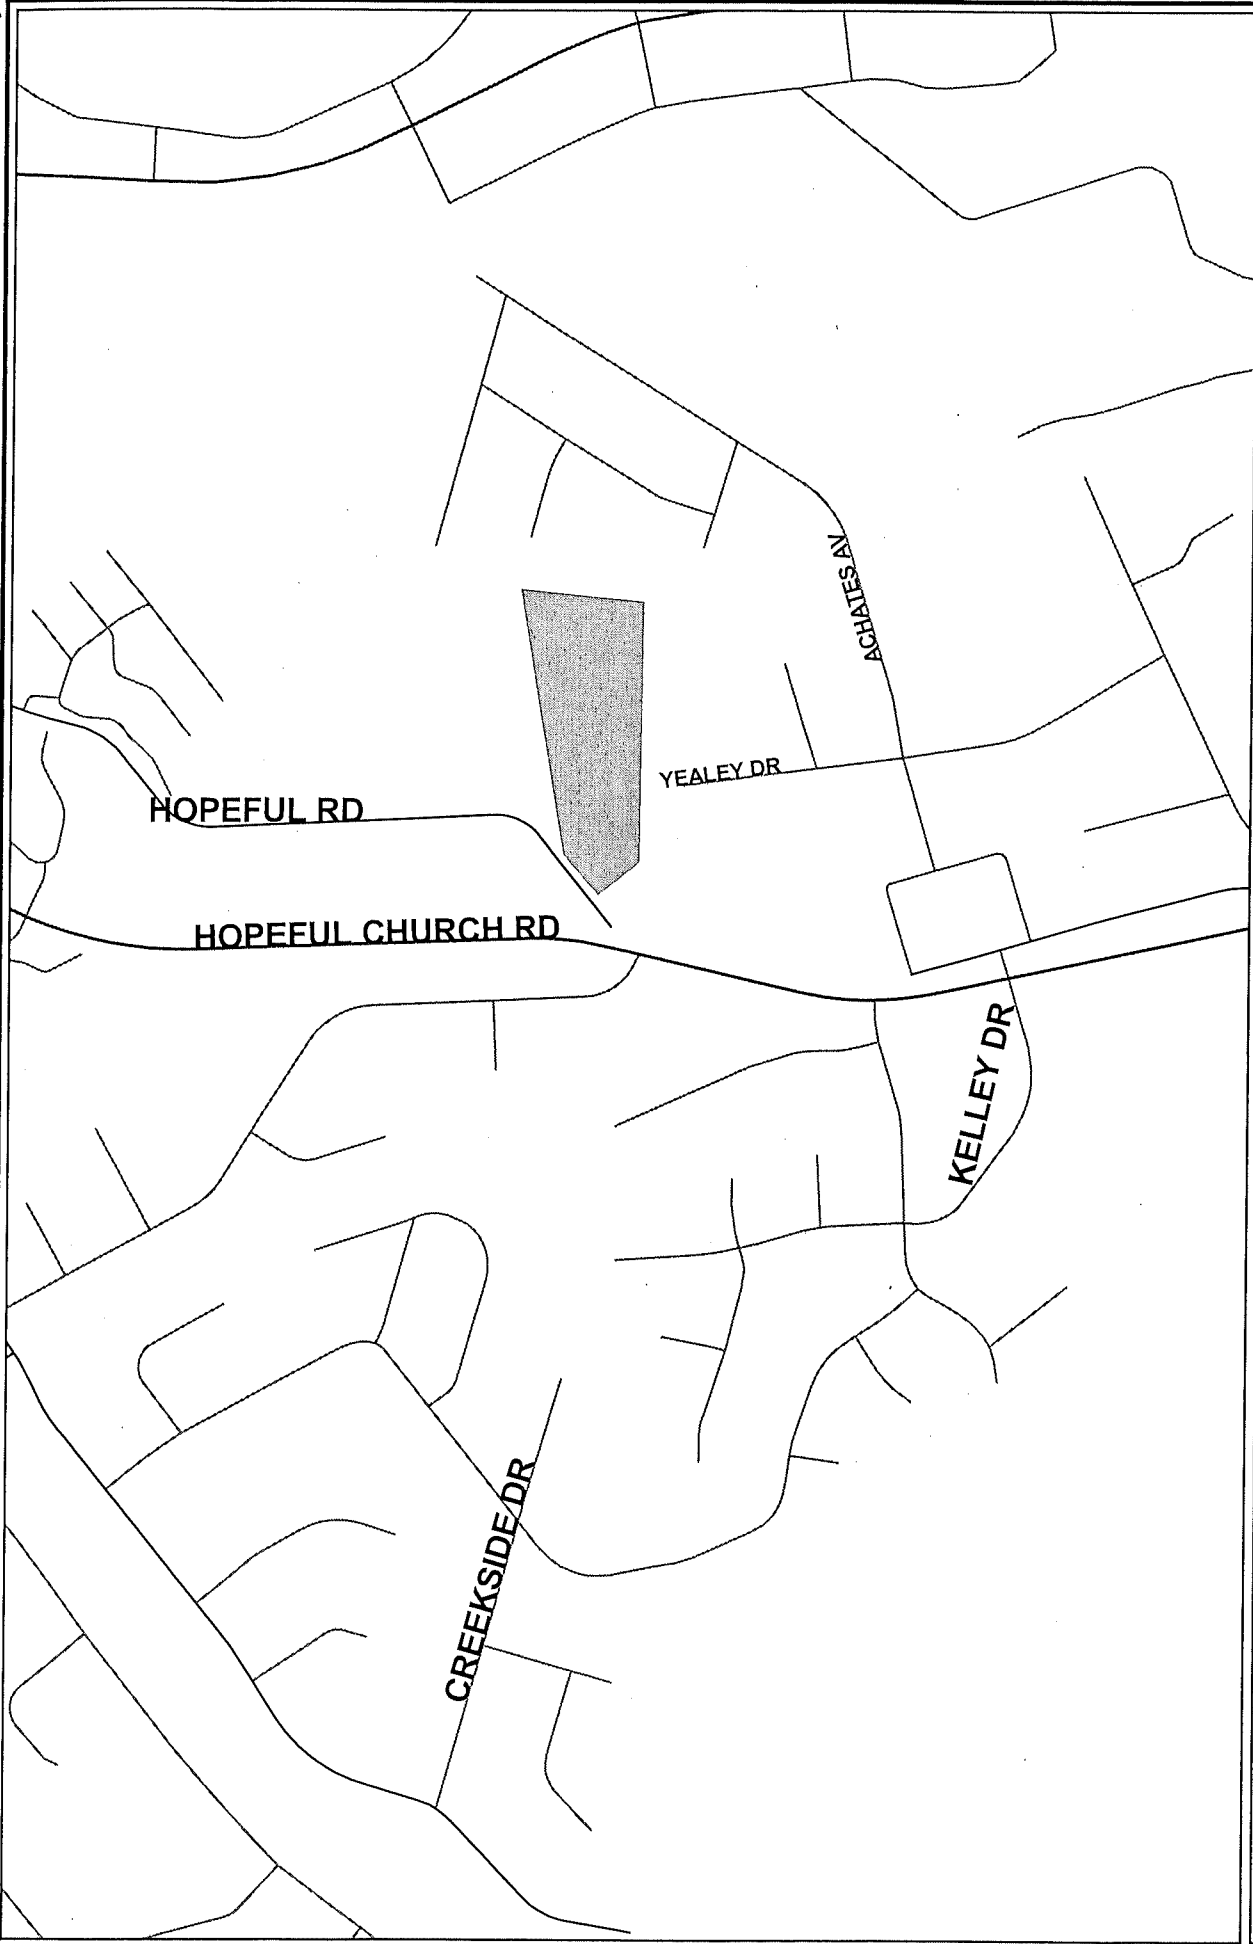 ACHATES AV
YEALEY DR
HOPEFUL RD
HOPEFUL CHURCH RD
KELLEY DR
CREEKSIDE DR